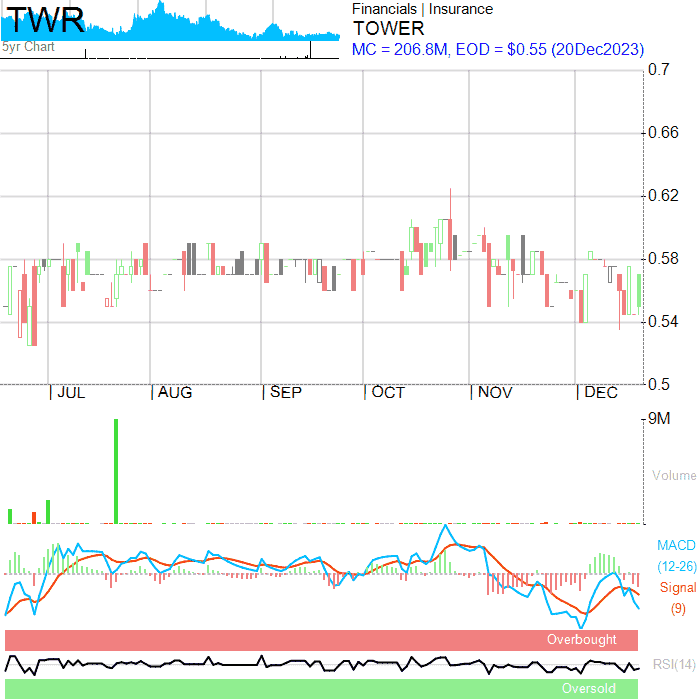 TWR
5yr Chart
Financials | Insurance
TOWER
MC = 206.8M, EOD = $0.55 (20Dec2023)
0.7
0.66
0.62
0.58
0.54
0.5
| JUL | AUG | SEP | OCT | NOV | DEC
9M
Volume
MACD
(12-26)
Signal
(9)
Overbought
RSI(14)
Oversold